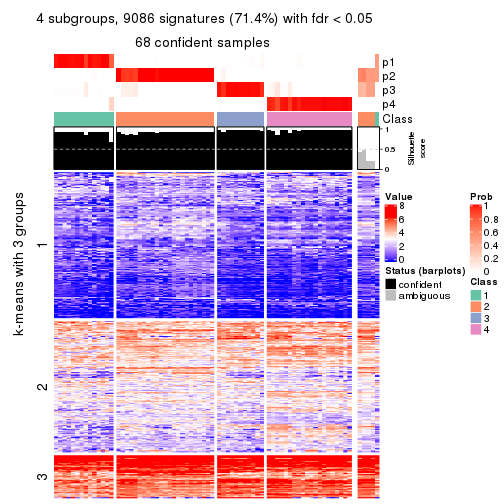 4 subgroups, 9086 signatures (71.4%) with fdr < 0.05
68 confident samples
p1
p2
p3
p4
Class
1
0.5
0
Silhouette
score
k-means with 3 groups
1
2
3
Value
8
6
4
2
0
Status (barplots)
confident
ambiguous
Prob
1
0.8
0.6
0.4
0.2
0
Class
1
2
3
4